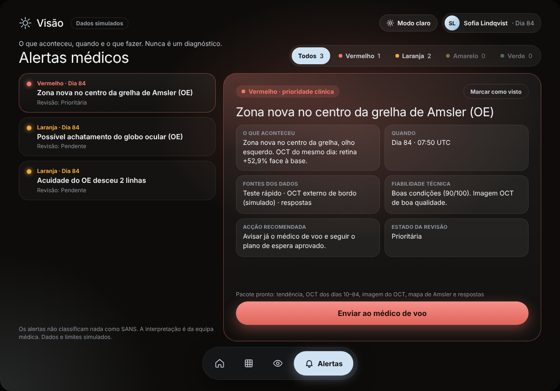 Visão
Dados simulados
Modo claro
SL
Sofia Lindqvist · Dia 84
O que aconteceu, quando e o que fazer. Nunca é um diagnóstico.
Alertas médicos
Todos 3
Vermelho 1
Laranja 2
Amarelo 0
Verde 0
Vermelho · Dia 84
Zona nova no centro da grelha de Amsler (OE)
Revisão: Prioritária
Laranja · Dia 84
Possível achatamento do globo ocular (OE)
Revisão: Pendente
Laranja · Dia 84
Acuidade do OE desceu 2 linhas
Revisão: Pendente
Os alertas não classificam nada como SANS. A interpretação é da equipa
médica. Dados e limites simulados.
Vermelho · prioridade clínica
Marcar como visto
Zona nova no centro da grelha de Amsler (OE)
O QUE ACONTECEU
Zona nova no centro da grelha, olho
esquerdo. OCT do mesmo dia: retina
+52,9% face à base.
QUANDO
Dia 84 · 07:50 UTC
FONTES DOS DADOS
Teste rápido · OCT externo de bordo
(simulado) · respostas
FIABILIDADE TÉCNICA
Boas condições (90/100). Imagem OCT
de boa qualidade.
ACÇÃO RECOMENDADA
Avisar já o médico de voo e seguir o
plano de espera aprovado.
ESTADO DA REVISÃO
Prioritária
Pacote pronto: tendência, OCT dos dias 10–84, imagem do OCT, mapa de Amsler e respostas
Enviar ao médico de voo
Alertas